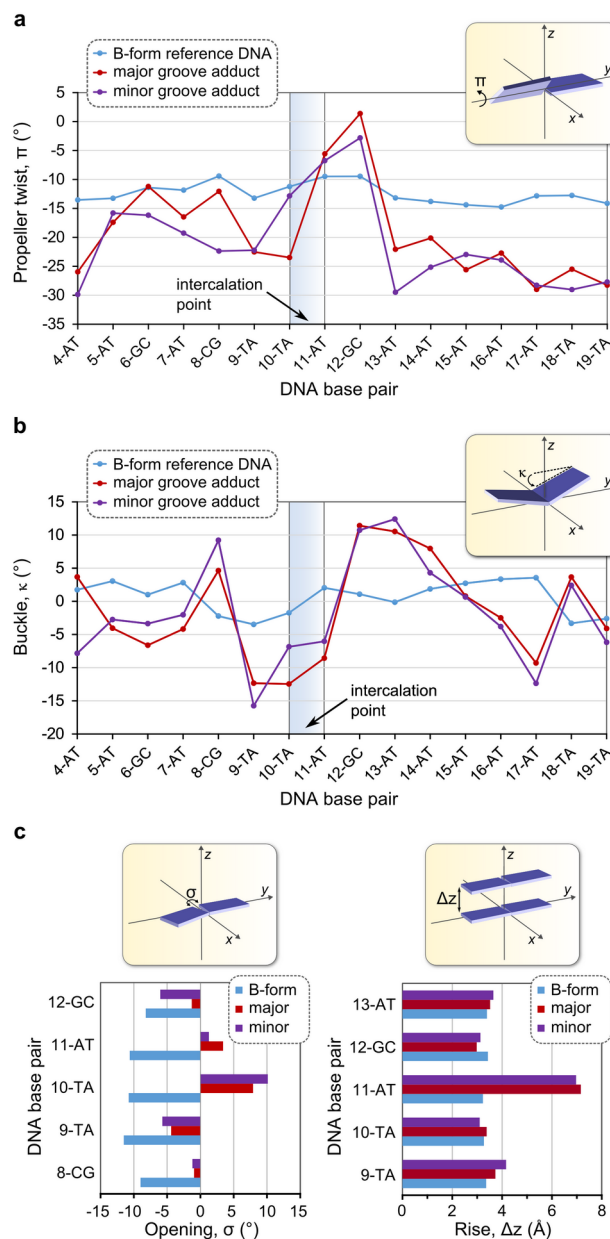 a
B-form reference DNA
major groove adduct
minor groove adduct
z
y
x
π
Propeller twist, π (°)
5
0
-5
-10
-15
-20
-25
-30
-35
intercalation
point
4-AT
5-AT
6-GC
7-AT
8-CG
9-TA
10-TA
11-AT
12-GC
13-AT
14-AT
15-AT
16-AT
17-AT
18-TA
19-TA
DNA base pair
b
B-form reference DNA
major groove adduct
minor groove adduct
z
y
x
κ
Buckle, κ (°)
15
10
5
0
-5
-10
-15
-20
intercalation
point
4-AT
5-AT
6-GC
7-AT
8-CG
9-TA
10-TA
11-AT
12-GC
13-AT
14-AT
15-AT
16-AT
17-AT
18-TA
19-TA
DNA base pair
c
z
y
x
σ
B-form
major
minor
DNA base pair
12-GC
11-AT
10-TA
9-TA
8-CG
-15
-10
-5
0
5
10
15
Opening, σ (°)
z
y
x
Δz
B-form
major
minor
DNA base pair
13-AT
12-GC
11-AT
10-TA
9-TA
0
2
4
6
8
Rise, Δz (Å)